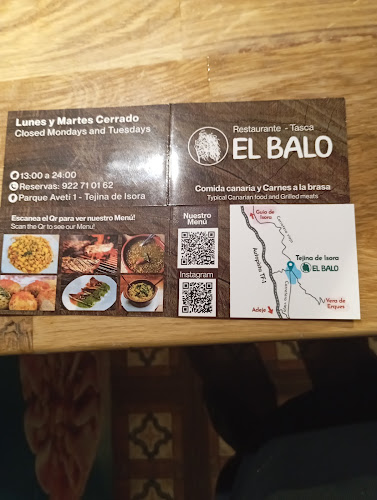 Lunes y Martes Cerrado
Closed Mondays and Tuesdays
13:00 a 24:00
Reservas: 922 71 01 62
Parque Aveti 1 - Tejina de Isora
Restaurante - Tasca
EL BALO
Comida canaria y Carnes a la brasa
Typical Canarian food and Grilled meats
Escanea el Qr para ver nuestro Menú!
Scan the Qr to see our Menu!
Nuestro
Menú
Instagram
Guía de
Isora
Tejina de Isora
EL BALO
Vera de
Erques
Adeje